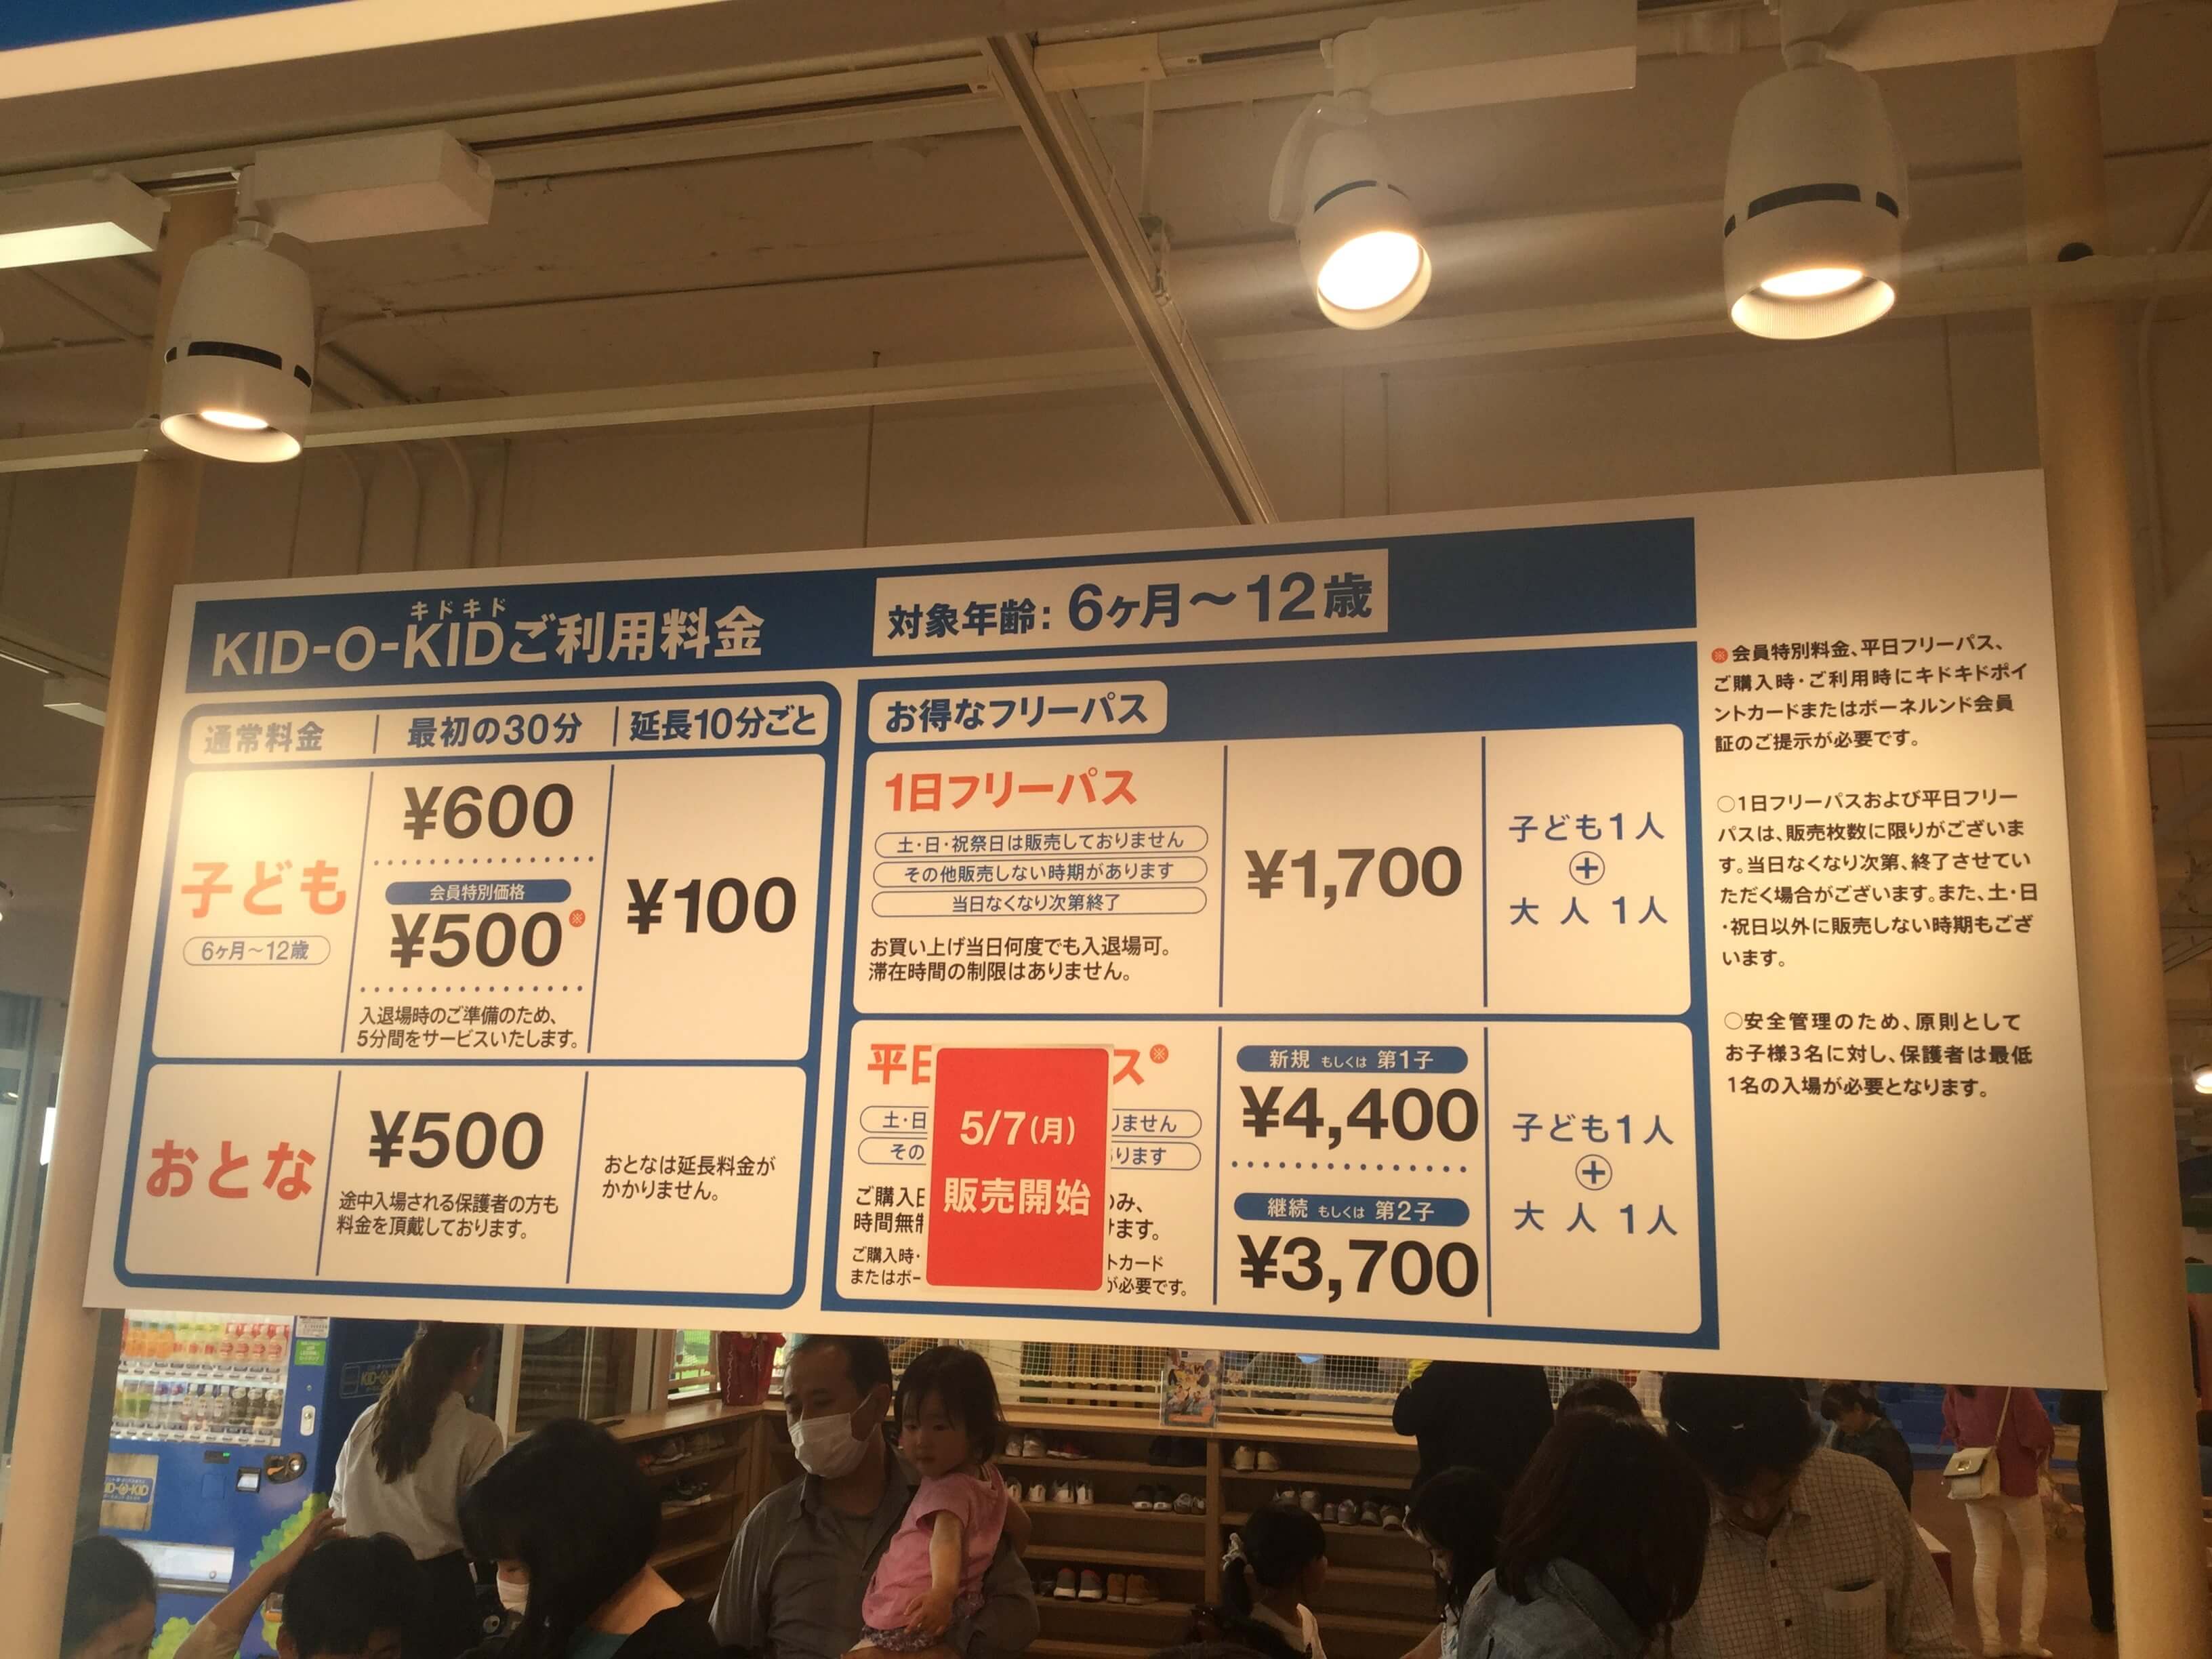 キドキド
KID-O-KIDご利用料金
対象年齢: 6ヶ月〜12歳
通常料金
最初の30分
延長10分ごと
子ども
6ヶ月〜12歳
¥600
会員特別価格
¥500※
入退場時のご準備のため、
5分間をサービスいたします。
¥100
おとな
¥500
途中入場される保護者の方も
料金を頂戴しております。
おとなは延長料金が
かかりません。
お得なフリーパス
1日フリーパス
土・日・祝祭日は販売しておりません
その他販売しない時期があります
当日なくなり次第終了
お買い上げ当日何度でも入退場可。
滞在時間の制限はありません。
¥1,700
子ども1人
+
大人1人
平日 ス※
土・日 りません
その ります
ご購入日 のみ、
時間無制 けます。
ご購入時・ トカード
またはボー が必要です。
5/7(月)
販売開始
新規 もしくは 第1子
¥4,400
継続 もしくは 第2子
¥3,700
子ども1人
+
大人1人
※会員特別料金、平日フリーパス、
ご購入時・ご利用時にキドキドポイ
ントカードまたはボーネルンド会員
証のご提示が必要です。
○1日フリーパスおよび平日フリー
パスは、販売枚数に限りがございま
す。当日なくなり次第、終了させてい
ただく場合がございます。また、土・日
・祝日以外に販売しない時期もござ
います。
○安全管理のため、原則として
お子様3名に対し、保護者は最低
1名の入場が必要となります。